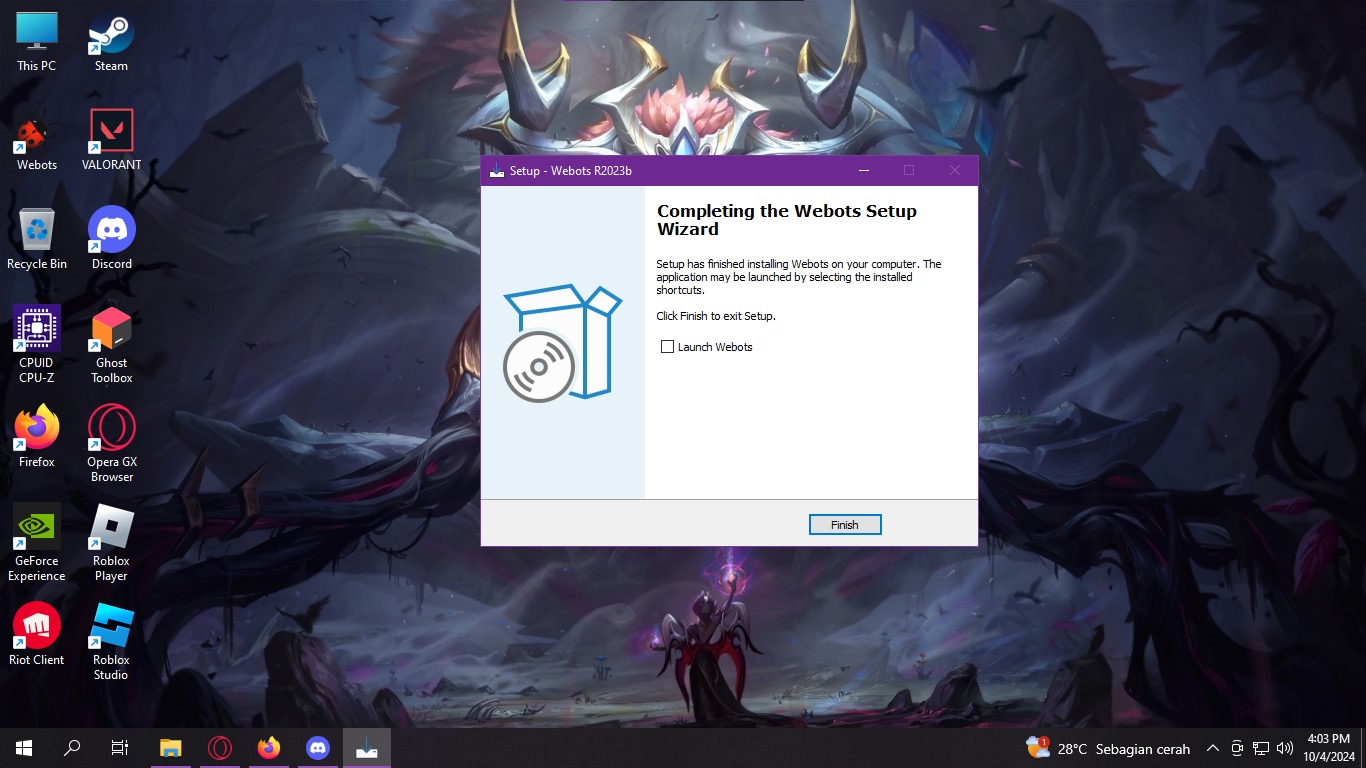 This PC
Steam
Webots
VALORANT
Recycle Bin
Discord
CPUID
CPU-Z
Ghost
Toolbox
Firefox
Opera GX
Browser
GeForce
Experience
Roblox
Player
Riot Client
Roblox
Studio
Setup - Webots R2023b
Completing the Webots Setup
Wizard
Setup has finished installing Webots on your computer. The
application may be launched by selecting the installed
shortcuts.
Click Finish to exit Setup.
Launch Webots
Finish
1
28°C Sebagian cerah
4:03 PM
10/4/2024